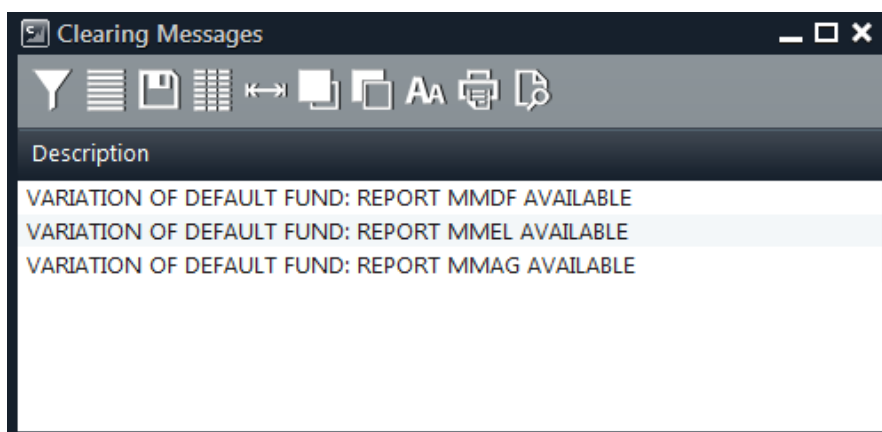 Clearing Messages
AA
Description
VARIATION OF DEFAULT FUND: REPORT MMDF AVAILABLE
VARIATION OF DEFAULT FUND: REPORT MMEL AVAILABLE
VARIATION OF DEFAULT FUND: REPORT MMAG AVAILABLE